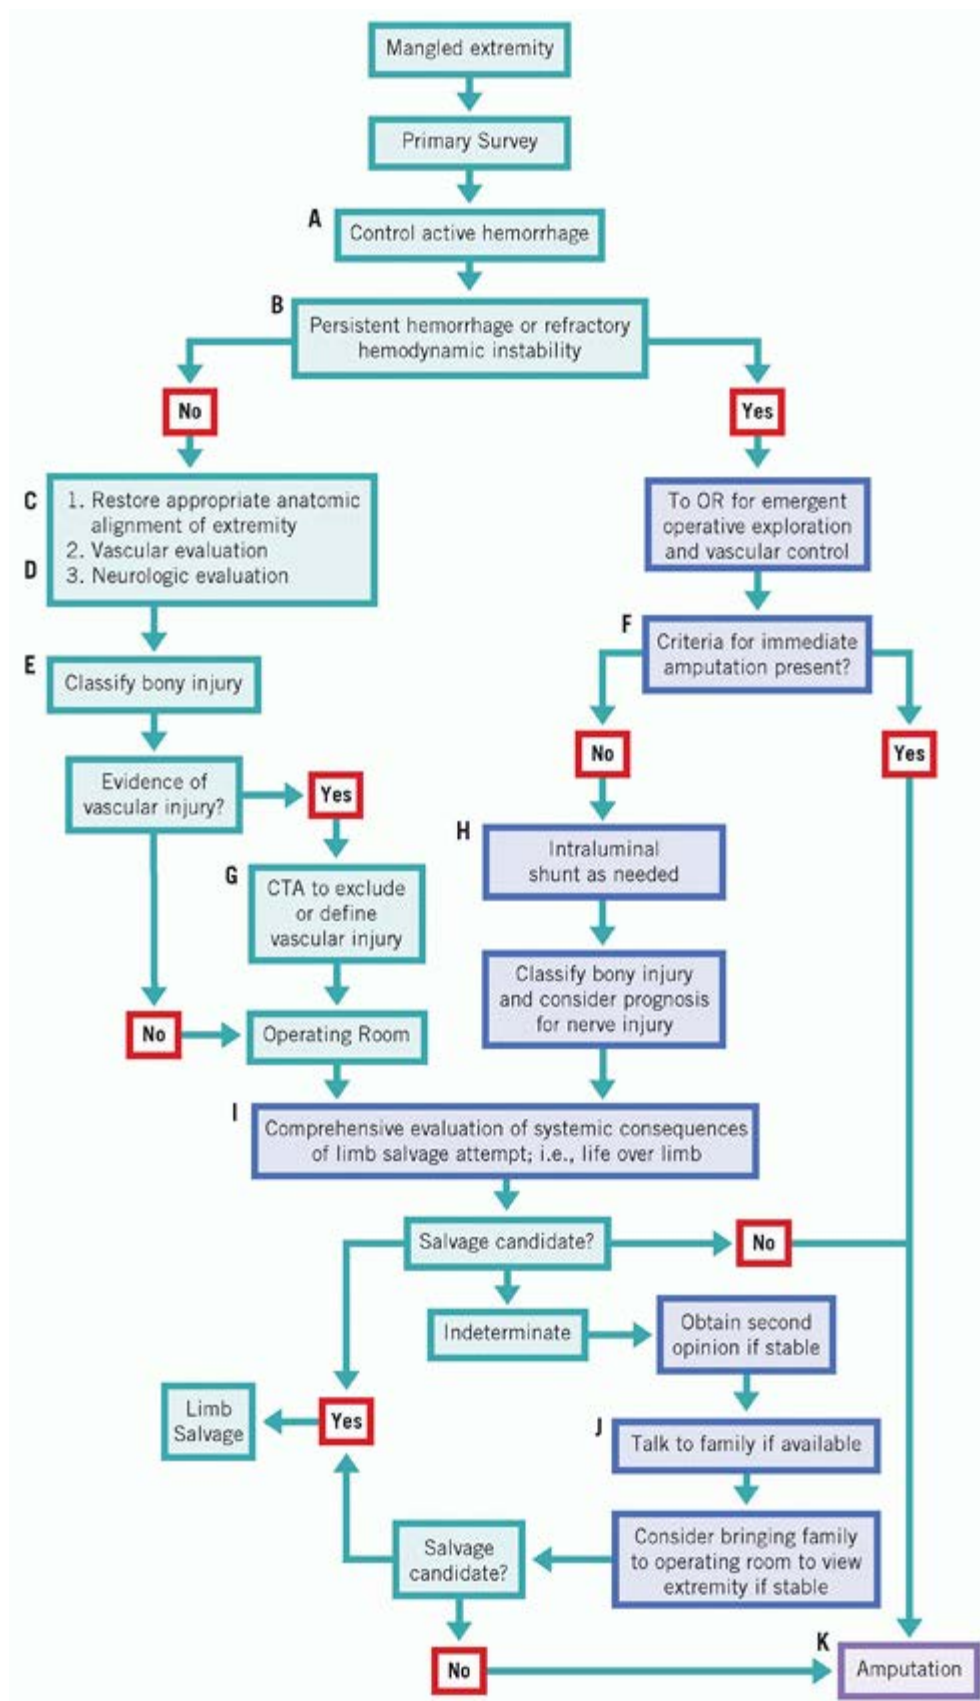 Mangled extremity
Primary Survey
A
Control active hemorrhage
B
Persistent hemorrhage or refractory
hemodynamic instability
No
Yes
C
1. Restore appropriate anatomic
alignment of extremity
2. Vascular evaluation
D
3. Neurologic evaluation
To OR for emergent
operative exploration
and vascular control
E
Classify bony injury
F
Criteria for immediate
amputation present?
No
Yes
Evidence of
vascular injury?
Yes
G
CTA to exclude
or define
vascular injury
H
Intraluminal
shunt as needed
Classify bony injury
and consider prognosis
for nerve injury
No
Operating Room
I
Comprehensive evaluation of systemic consequences
of limb salvage attempt; i.e., life over limb
Salvage candidate?
No
Indeterminate
Obtain second
opinion if stable
Limb
Salvage
Yes
J
Talk to family if available
Salvage
candidate?
Consider bringing family
to operating room to view
extremity if stable
No
K
Amputation